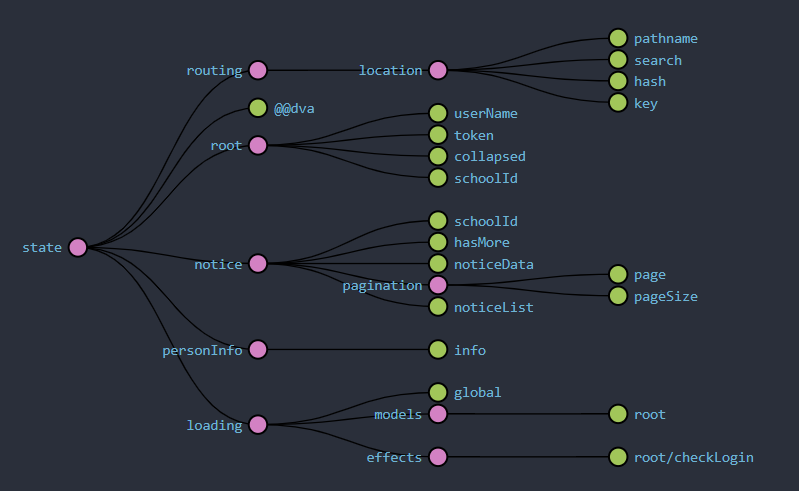 state
routing
location
pathname
search
hash
key
@@dva
root
userName
token
collapsed
schoolId
notice
schoolId
hasMore
noticeData
pagination
page
pageSize
noticeList
personInfo
info
loading
global
models
root
effects
root/checkLogin